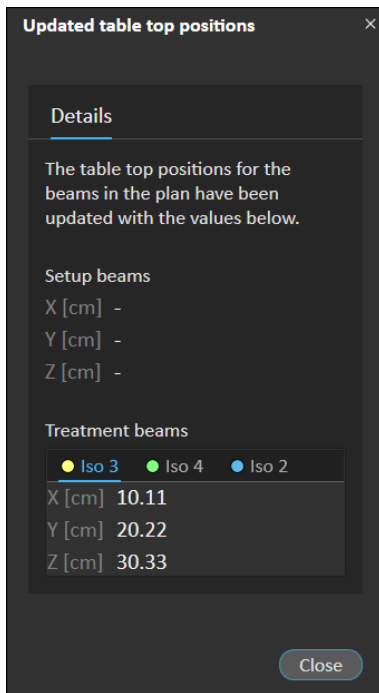 Updated table top positions ×
Details
The table top positions for the
beams in the plan have been
updated with the values below.
Setup beams
X [cm] -
Y [cm] -
Z [cm] -
Treatment beams
Iso 3 Iso 4 Iso 2
X [cm] 10.11
Y [cm] 20.22
Z [cm] 30.33
Close